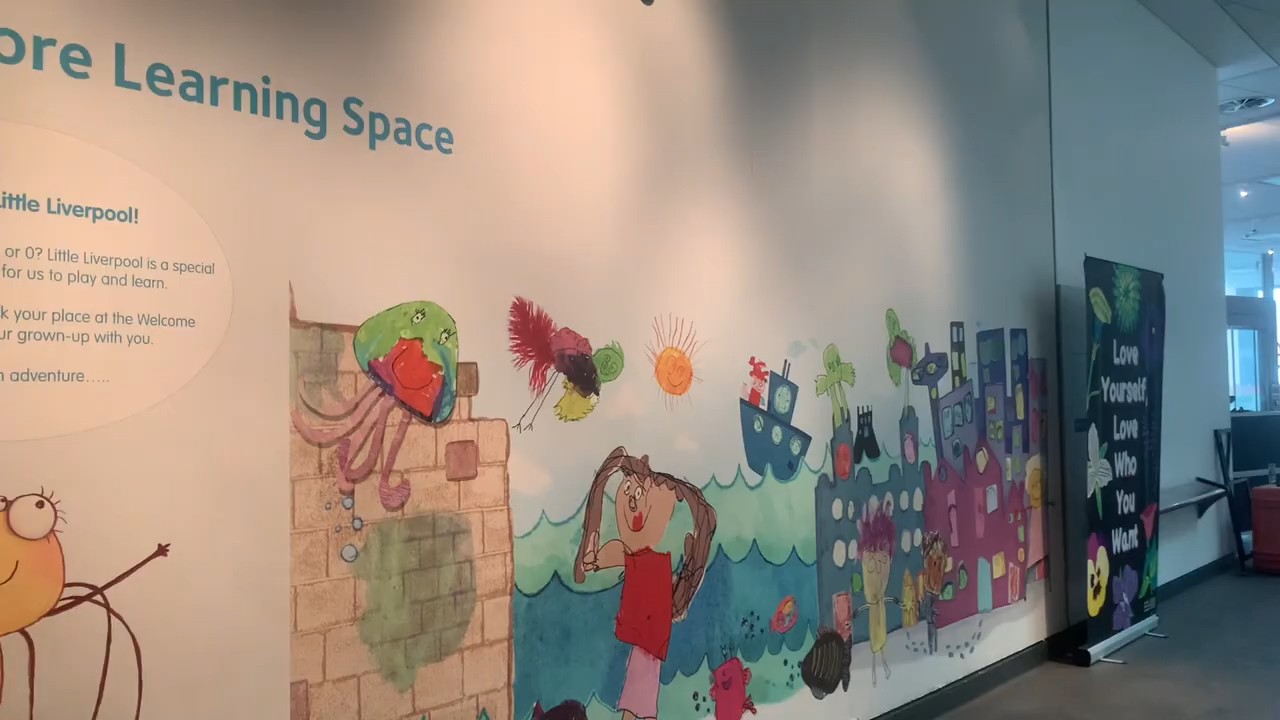 ore Learning Space
Little Liverpool!
or 0? Little Liverpool is a special
for us to play and learn.
k your place at the Welcome
ur grown-up with you.
n adventure.....
Love
Yourself,
Love
Who
You
Want